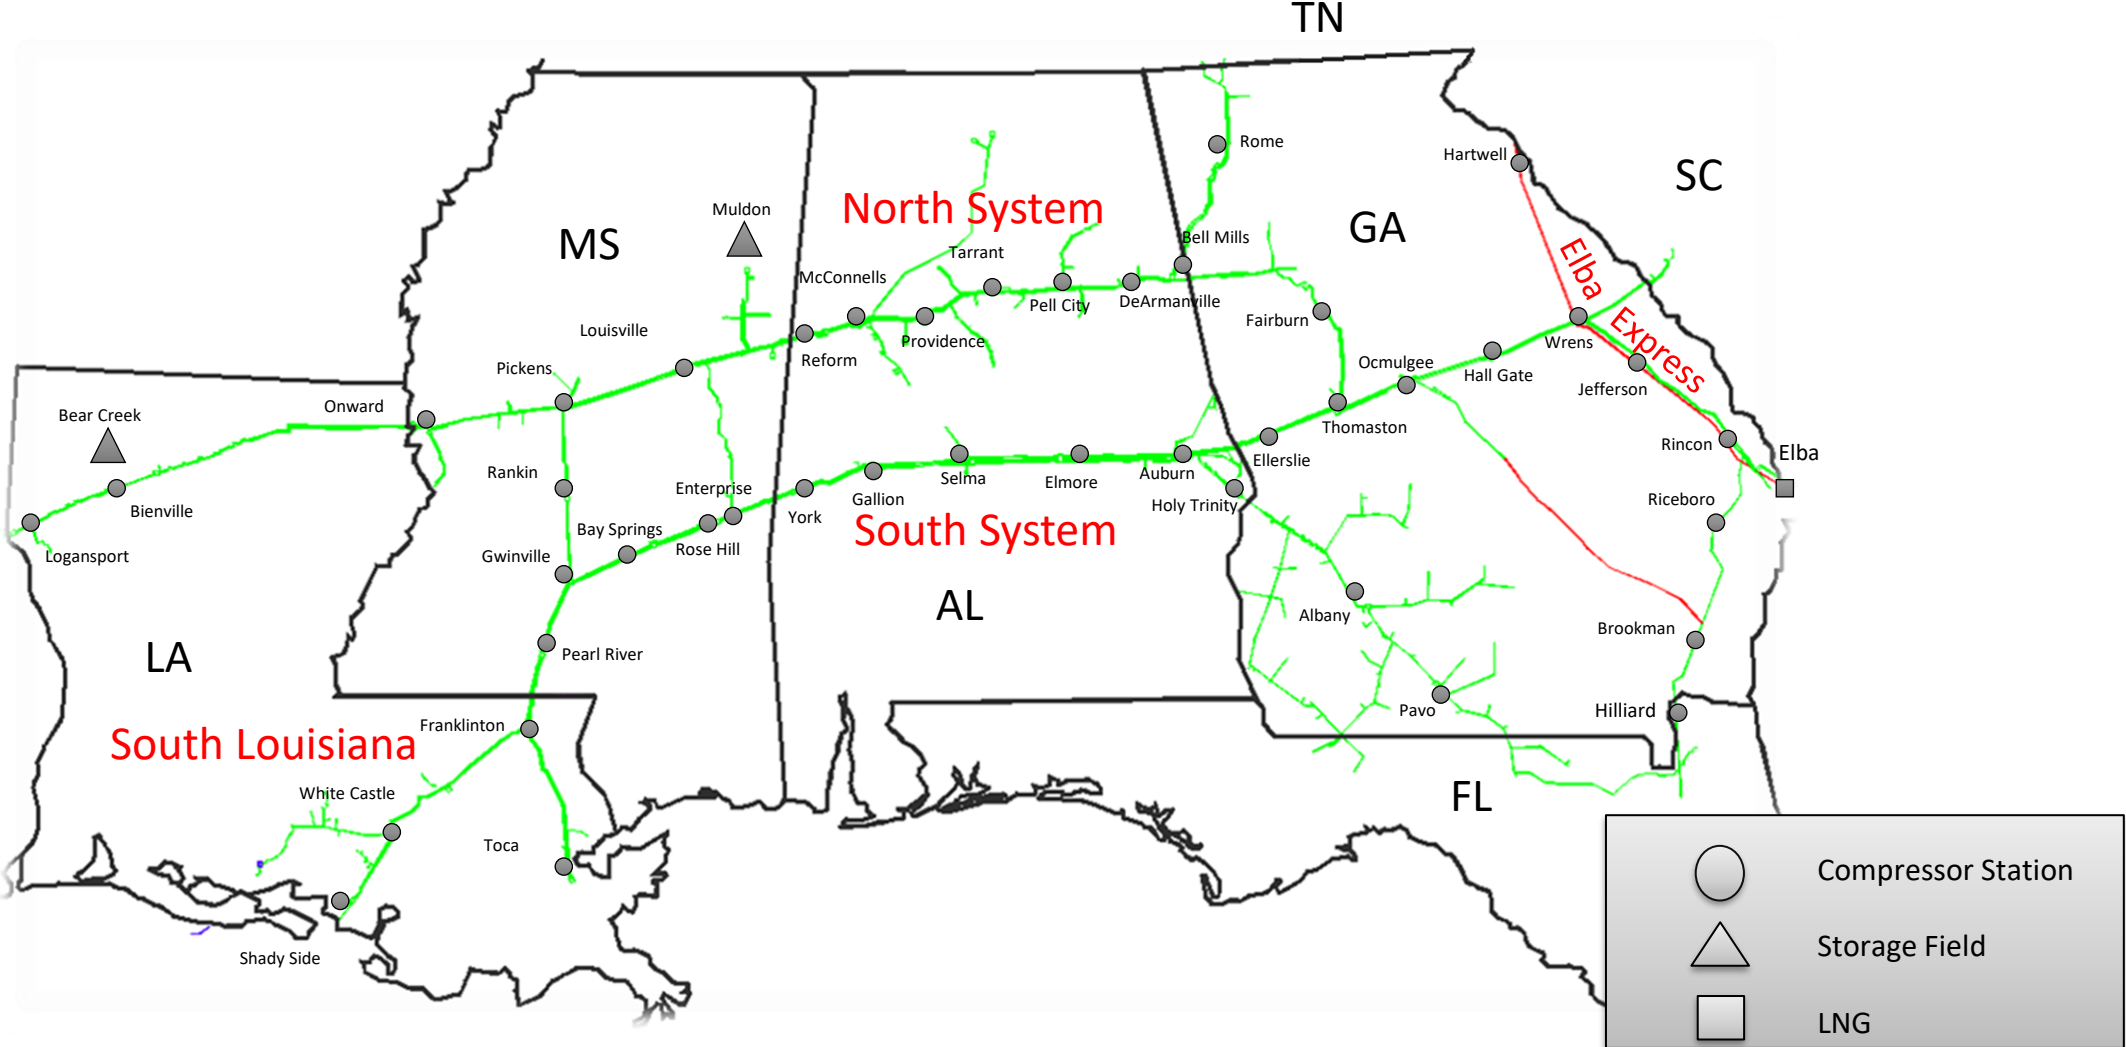 TN
Rome
Hartwell
SC
Muldon
North System
GA
MS
Bell Mills
Tarrant
Elba
McConnells
Pell City
DeArmanville
Fairburn
Louisville
Express
Providence
Wrens
Reform
Pickens
Ocmulgee
Hall Gate
Jefferson
Bear Creek
Onward
Thomaston
Rincon
Elba
Ellerslie
Rankin
Enterprise
Selma
Elmore
Auburn
Gallion
Holy Trinity
Riceboro
Bienville
York
Bay Springs
South System
Rose Hill
Logansport
Gwinville
AL
Albany
Brookman
LA
Pearl River
Pavo
Hilliard
Franklinton
South Louisiana
White Castle
FL
Toca
Shady Side
Compressor Station
Storage Field
LNG